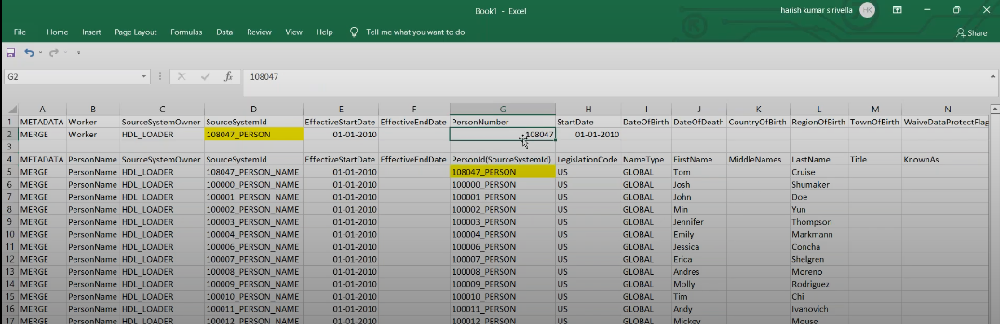 Book1 - Excel
harish kumar sirivella HK
File Home Insert Page Layout Formulas Data Review View Help Tell me what you want to do Share
G2 fx 108047
A B C D E F G H I J K L M N
1 METADATA Worker SourceSystemOwner SourceSystemId EffectiveStartDate EffectiveEndDate PersonNumber StartDate DateOfBirth DateOfDeath CountryOfBirth RegionOfBirth TownOfBirth WaiveDataProtectFlag
2 MERGE Worker HDL_LOADER 108047_PERSON 01-01-2010 108047 01-01-2010
3
4 METADATA PersonName SourceSystemOwner SourceSystemId EffectiveStartDate EffectiveEndDate PersonId(SourceSystemId) LegislationCode NameType FirstName MiddleNames LastName Title KnownAs
5 MERGE PersonName HDL_LOADER 108047_PERSON_NAME 01-01-2010 108047_PERSON US GLOBAL Tom Cruise
6 MERGE PersonName HDL_LOADER 100000_PERSON_NAME 01-01-2010 100000_PERSON US GLOBAL Josh Shumaker
7 MERGE PersonName HDL_LOADER 100001_PERSON_NAME 01-01-2010 100001_PERSON US GLOBAL John Doe
8 MERGE PersonName HDL_LOADER 100002_PERSON_NAME 01-01-2010 100002_PERSON US GLOBAL Min Yun
9 MERGE PersonName HDL_LOADER 100003_PERSON_NAME 01-01-2010 100003_PERSON US GLOBAL Jennifer Thompson
10 MERGE PersonName HDL_LOADER 100004_PERSON_NAME 01-01-2010 100004_PERSON US GLOBAL Emily Markmann
11 MERGE PersonName HDL_LOADER 100006_PERSON_NAME 01-01-2010 100006_PERSON US GLOBAL Jessica Concha
12 MERGE PersonName HDL_LOADER 100007_PERSON_NAME 01-01-2010 100007_PERSON US GLOBAL Erica Shelgren
13 MERGE PersonName HDL_LOADER 100008_PERSON_NAME 01-01-2010 100008_PERSON US GLOBAL Andres Moreno
14 MERGE PersonName HDL_LOADER 100009_PERSON_NAME 01-01-2010 100009_PERSON US GLOBAL Molly Rodriguez
15 MERGE PersonName HDL_LOADER 100010_PERSON_NAME 01-01-2010 100010_PERSON US GLOBAL Tim Chi
16 MERGE PersonName HDL_LOADER 100011_PERSON_NAME 01-01-2010 100011_PERSON US GLOBAL Andy Ivanovich
17 MERGE PersonName HDL_LOADER 100012_PERSON_NAME 01-01-2010 100012_PERSON US GLOBAL Mickey Mouse